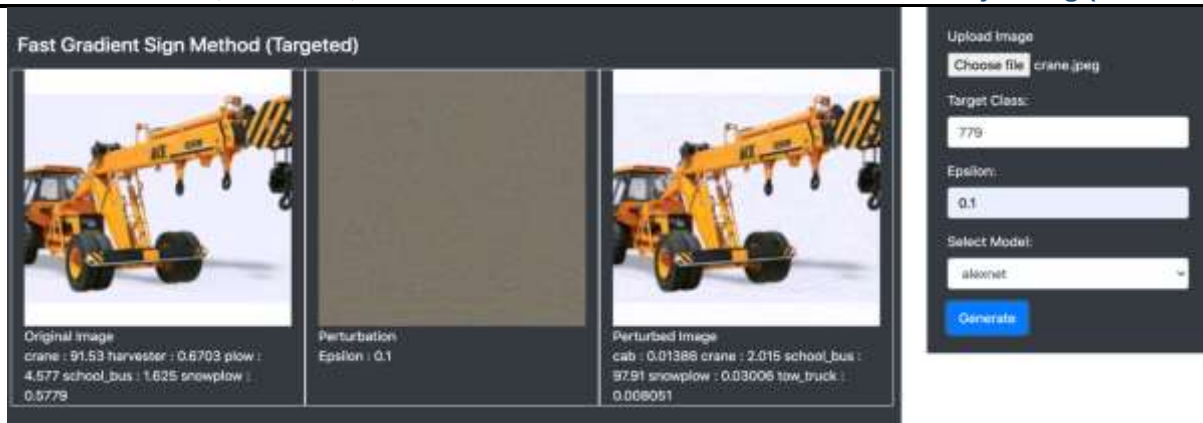 Fast Gradient Sign Method (Targeted)
ACE
Original Image
crane : 91.53 harvester : 0.6703 plow :
4.577 school_bus : 1.625 snowplow :
0.5779
Perturbation
Epsilon : 0.1
ACE
Perturbed Image
cab : 0.01386 crane : 2.015 school_bus :
97.91 snowplow : 0.03006 tow_truck :
0.008051
Upload Image
Choose file crane.jpeg
Target Class:
779
Epsilon:
0.1
Select Model:
alexnet
Generate